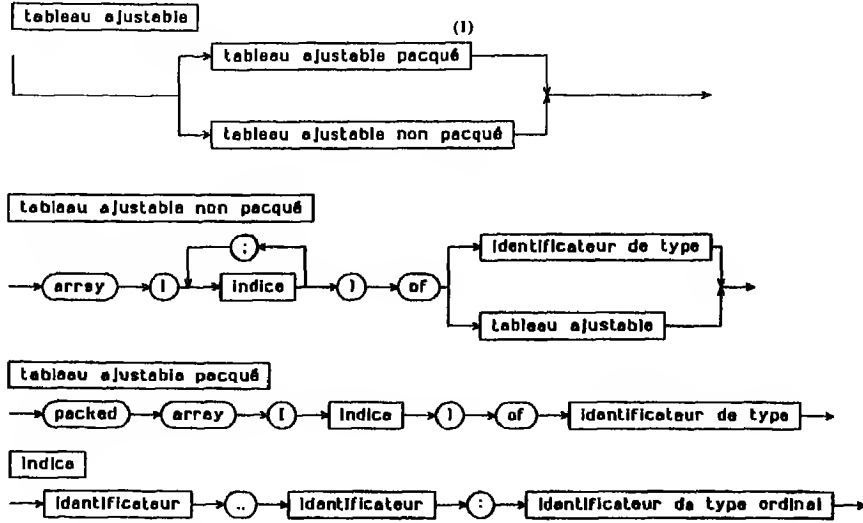 tableau ajustable
(1)
tableau ajustable pacqué
tableau ajustable non pacqué
tableau ajustable non pacqué
;
identificateur de type
array [ indice ] of
tableau ajustable
tableau ajustable pacqué
packed array [ indice ] of identificateur de type
indice
identificateur .. identificateur : identificateur de type ordinal